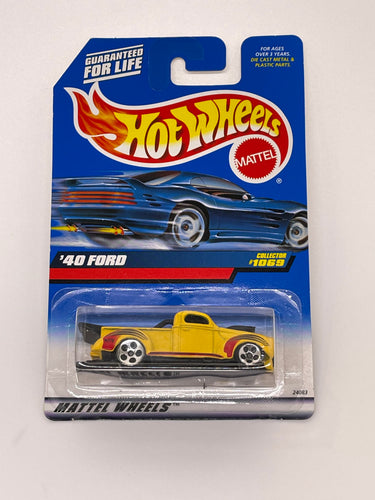 GUARANTEED
FOR LIFE
FOR AGES
OVER 3 YEARS.
DIE CAST METAL &
PLASTIC PARTS.
HOT WHEELS
MATTEL
®
'40 FORD
COLLECTOR
#1069
24083
MATTEL WHEELS™